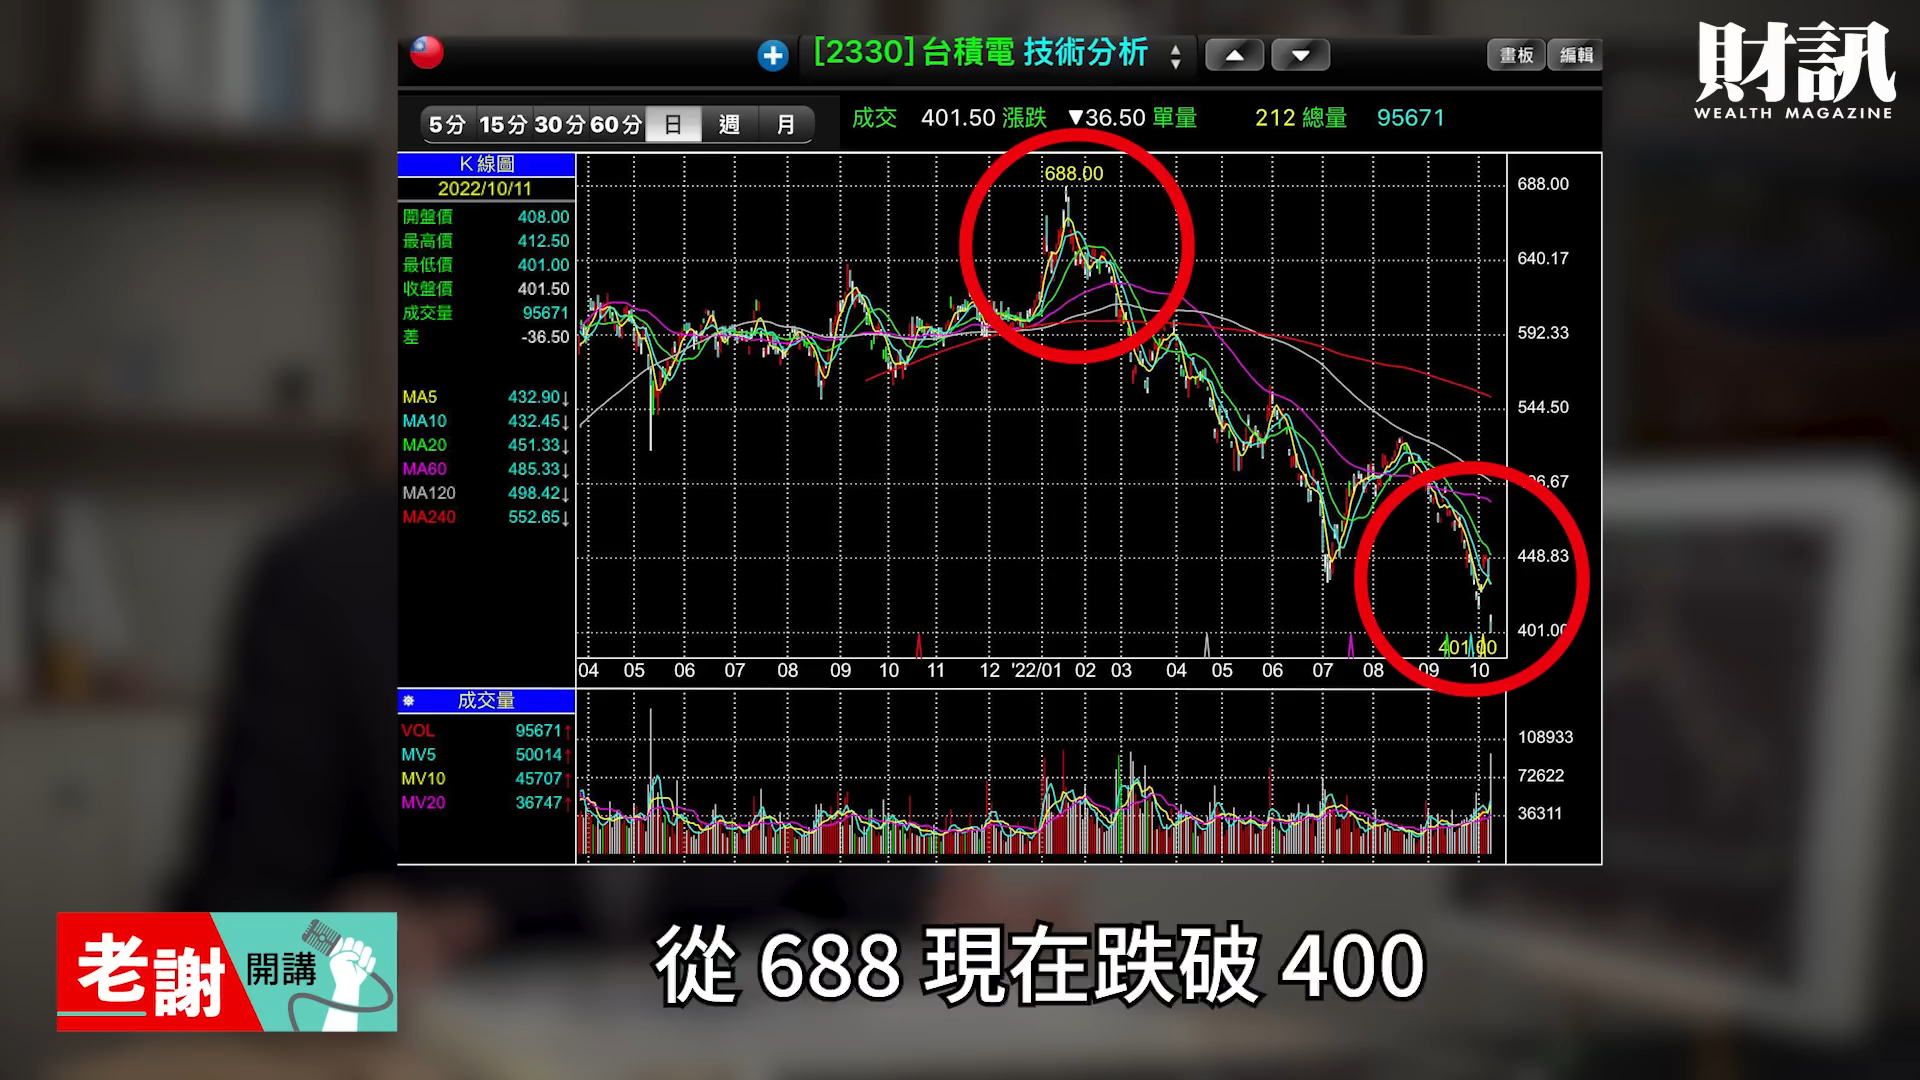 [2330]台積電 技術分析
畫板 編輯
財訊
WEALTH MAGAZINE
5分 15分 30分 60分 日 週 月
成交 401.50 漲跌 ▼36.50 單量 212 總量 95671
K線圖
2022/10/11
開盤價 408.00
最高價 412.50
最低價 401.00
收盤價 401.50
成交量 95671
差 -36.50
MA5 432.90↓
MA10 432.45↓
MA20 451.33↓
MA60 485.33↓
MA120 498.42↓
MA240 552.65↓
688.00
688.00
640.17
592.33
544.50
448.83
401.00
401.00
04 05 06 07 08 09 10 11 12 '22/01 02 03 04 05 06 07 08 09 10
成交量
VOL 95671↑
MV5 50014↑
MV10 45707↑
MV20 36747↑
108933
72622
36311
老謝 開講
從 688 現在跌破 400